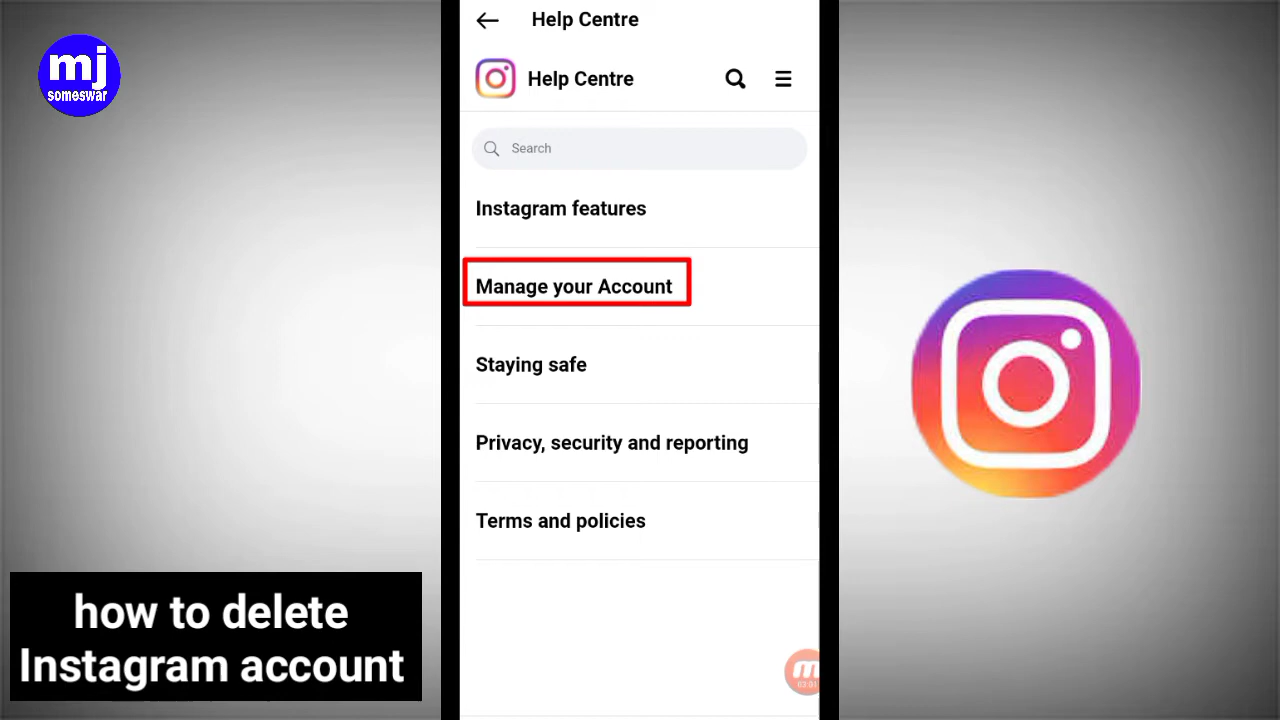 mj
someswar
Help Centre
Help Centre
Search
Instagram features
Manage your Account
Staying safe
Privacy, security and reporting
Terms and policies
how to delete
Instagram account